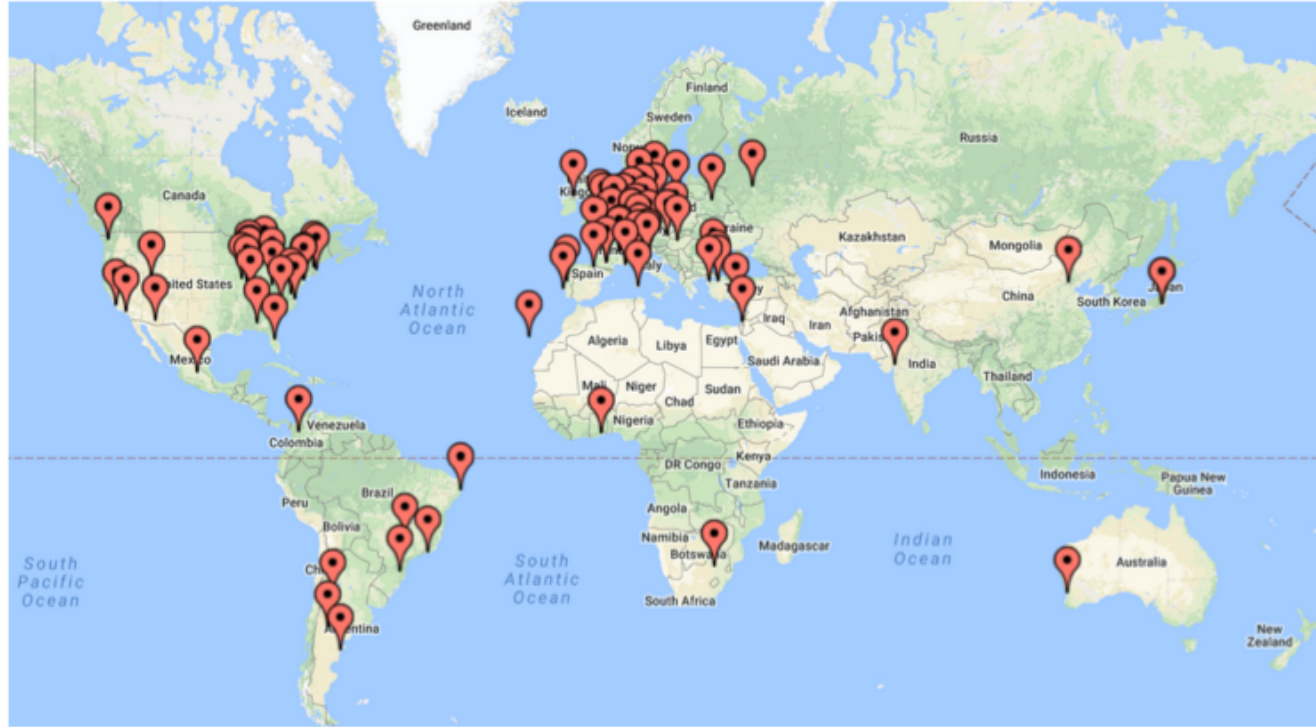 Greenland
Iceland
Finland
Sweden
Russia
Canada
Kazakhstan
Mongolia
Spain
North
Atlantic
Ocean
China
South Korea
Afghanistan
Iraq
Iran
Algeria
Libya
Egypt
Saudi Arabia
India
Thailand
Mali
Niger
Chad
Sudan
Nigeria
Ethiopia
Venezuela
Colombia
DR Congo
Kenya
Tanzania
Indonesia
Papua New
Guinea
Peru
Brazil
Bolivia
Angola
Namibia
Botswana
Madagascar
Indian
Ocean
Australia
South
Pacific
Ocean
South
Atlantic
Ocean
South Africa
New
Zealand